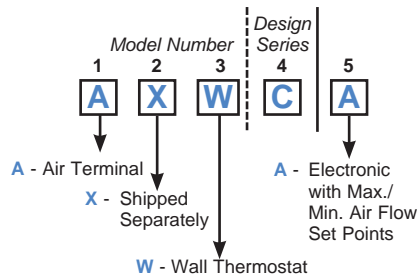 Model Number
Design
Series
1 2 3 4 5
A X W C A
A - Air Terminal
X - Shipped
Separately
W - Wall Thermostat
A - Electronic
with Max./
Min. Air Flow
Set Points